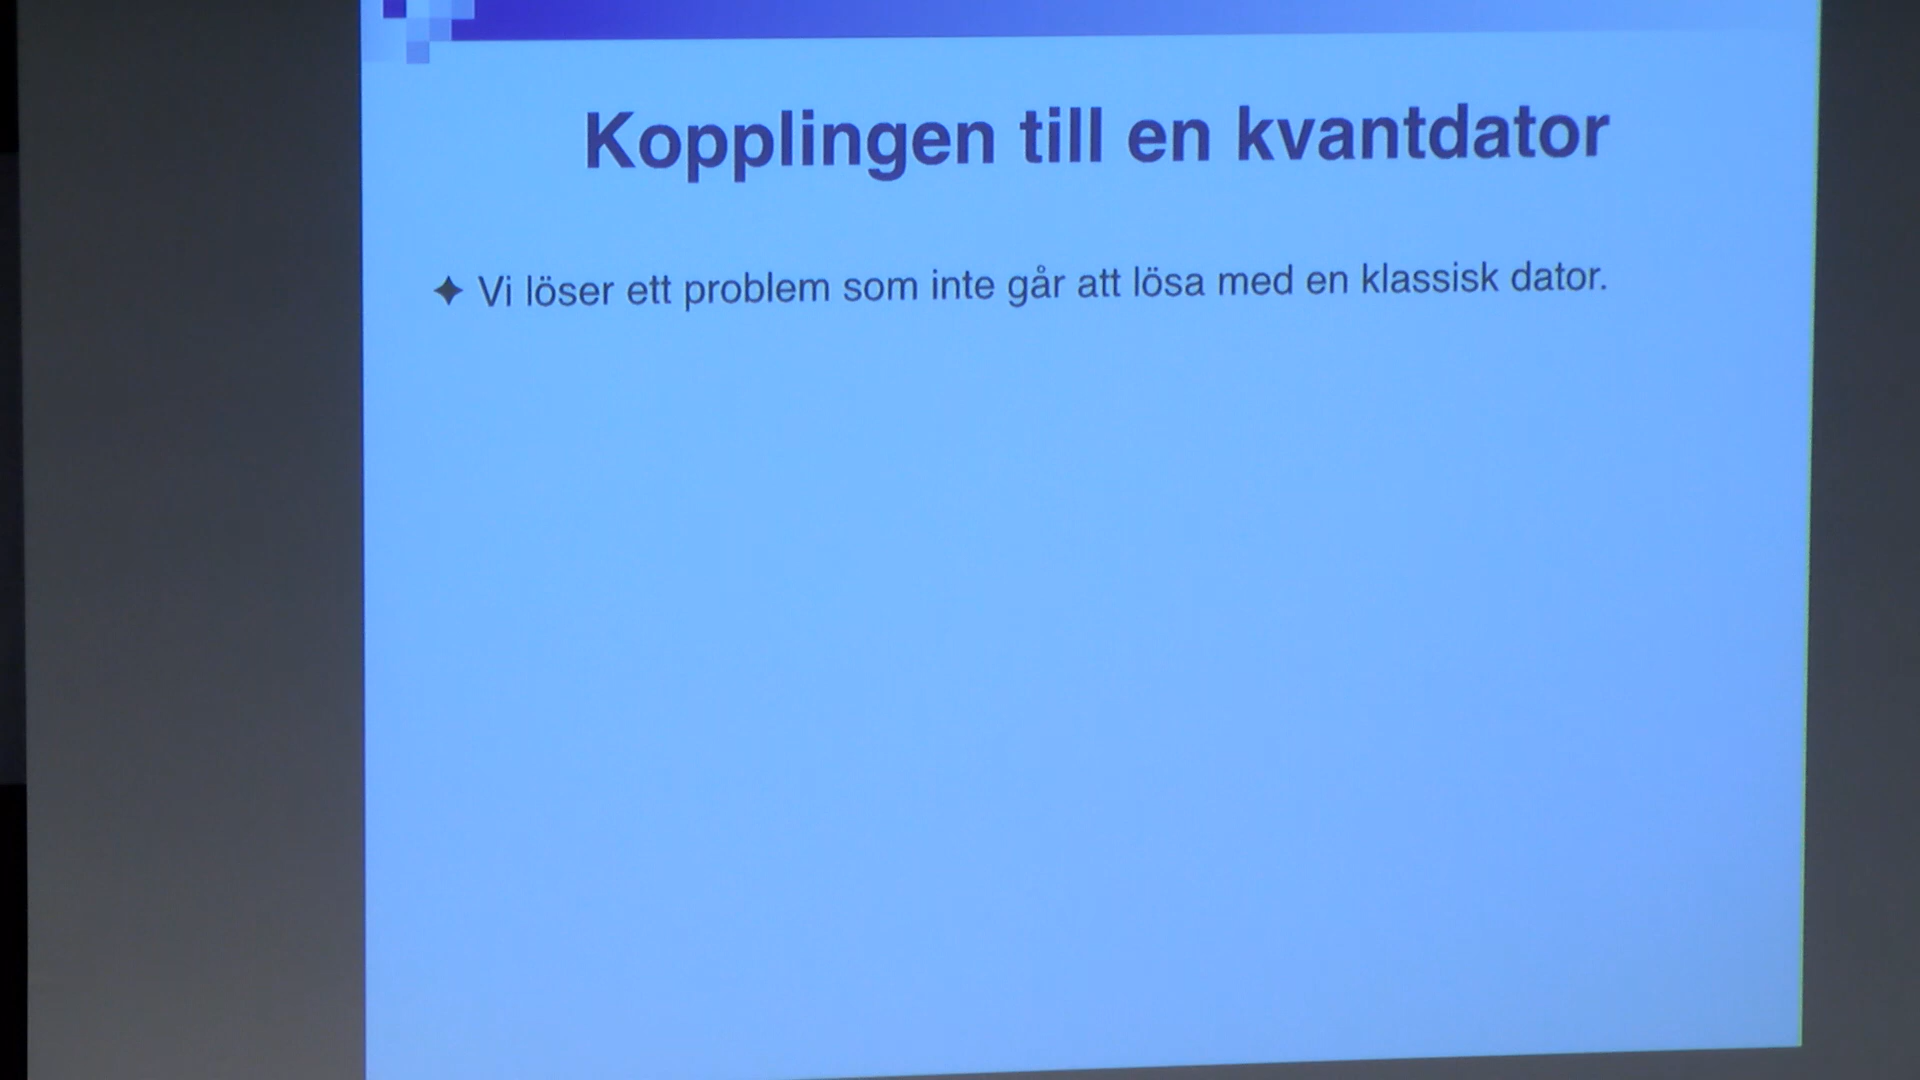 Kopplingen till en kvantdator
✦ Vi löser ett problem som inte går att lösa med en klassisk dator.